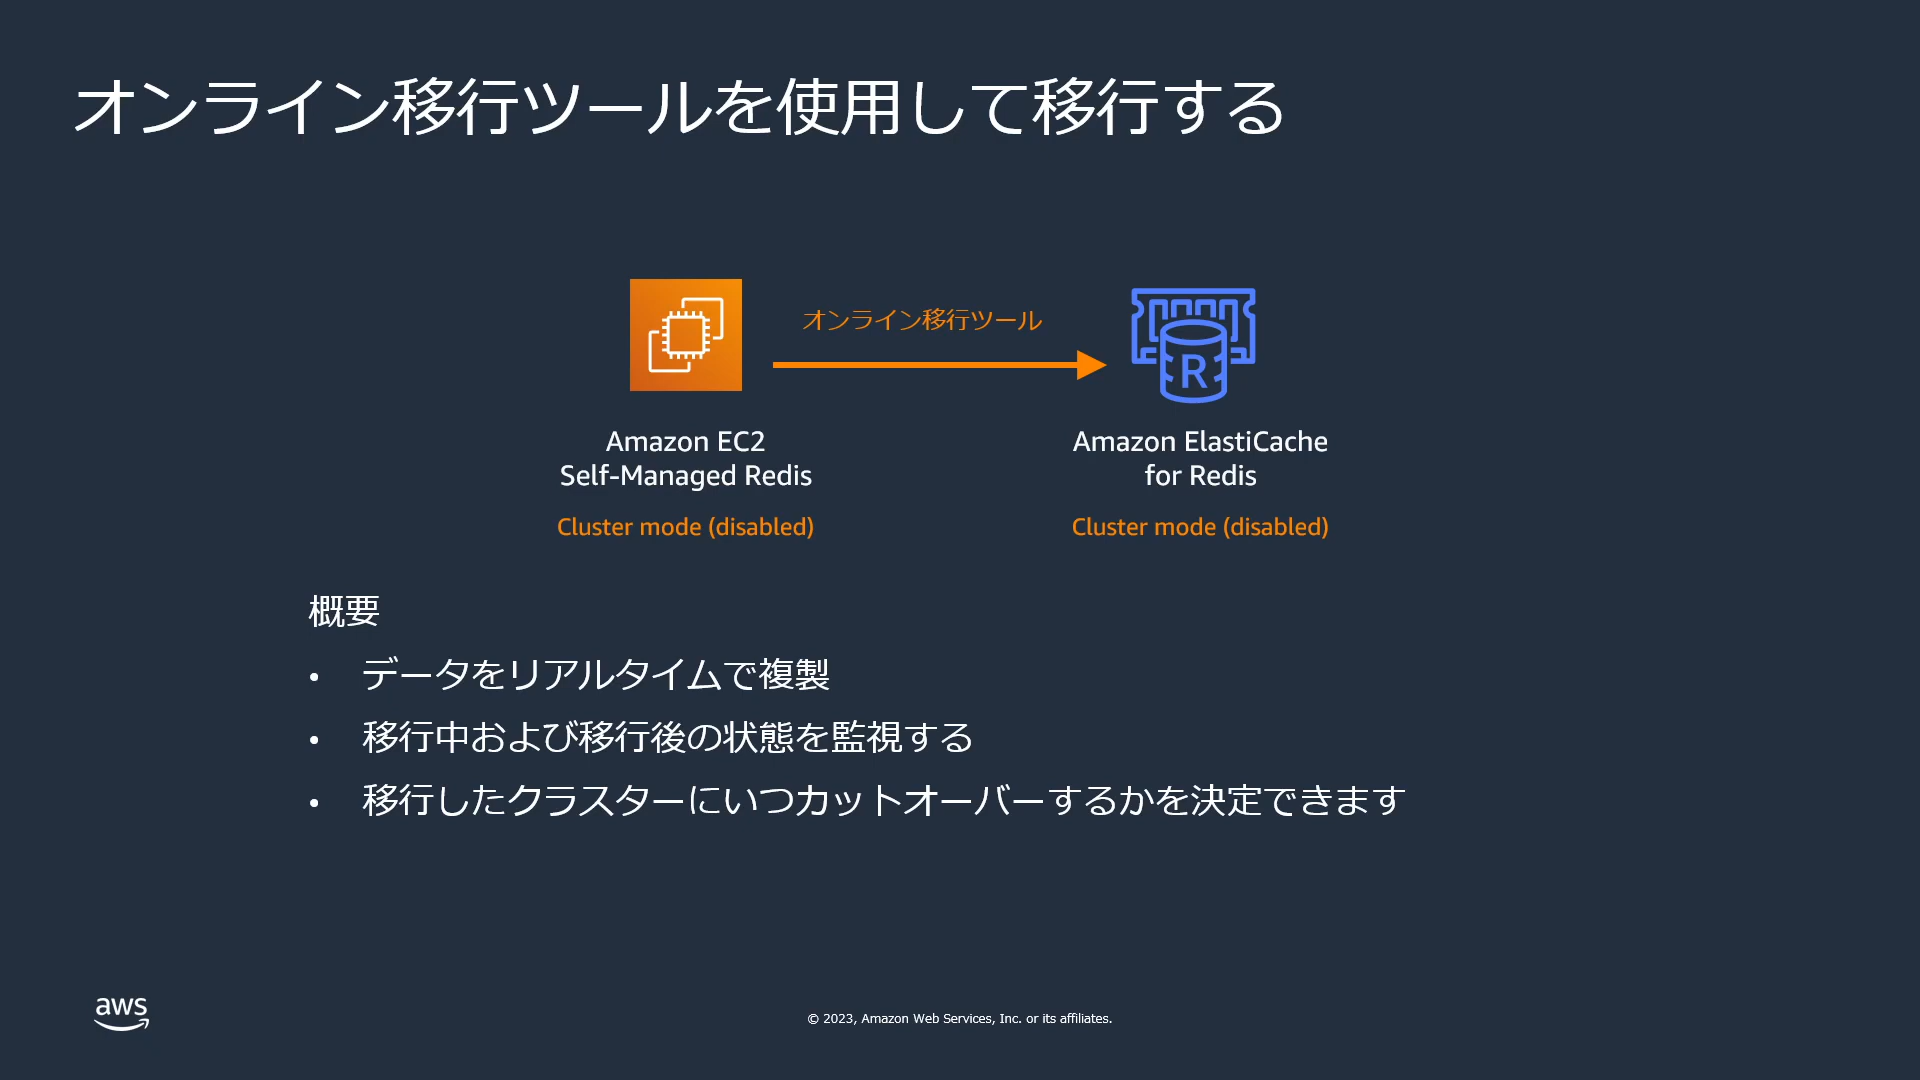 オンライン移行ツールを使用して移行する
オンライン移行ツール
R
Amazon EC2
Self-Managed Redis
Cluster mode (disabled)
Amazon ElastiCache
for Redis
Cluster mode (disabled)
概要
• データをリアルタイムで複製
• 移行中および移行後の状態を監視する
• 移行したクラスターにいつカットオーバーするかを決定できます
aws
© 2023, Amazon Web Services, Inc. or its affiliates.